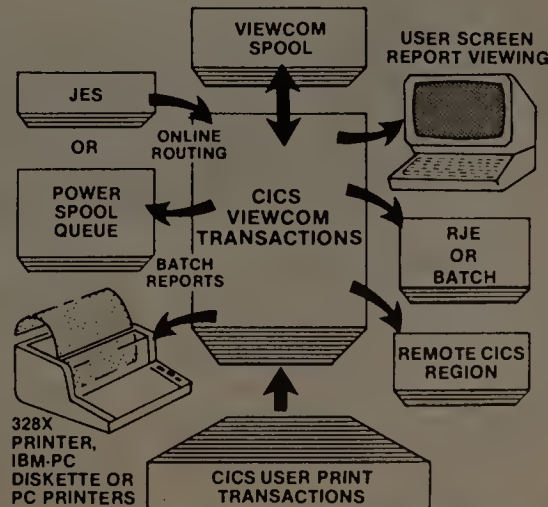 VIEWCOM
SPOOL
USER SCREEN
REPORT VIEWING
JES
OR
ONLINE
ROUTING
POWER
SPOOL
QUEUE
CICS
VIEWCOM
TRANSACTIONS
BATCH
REPORTS
RJE
OR
BATCH
REMOTE CICS
REGION
328X
PRINTER,
IBM-PC
DISKETTE OR
PC PRINTERS
CICS USER PRINT
TRANSACTIONS